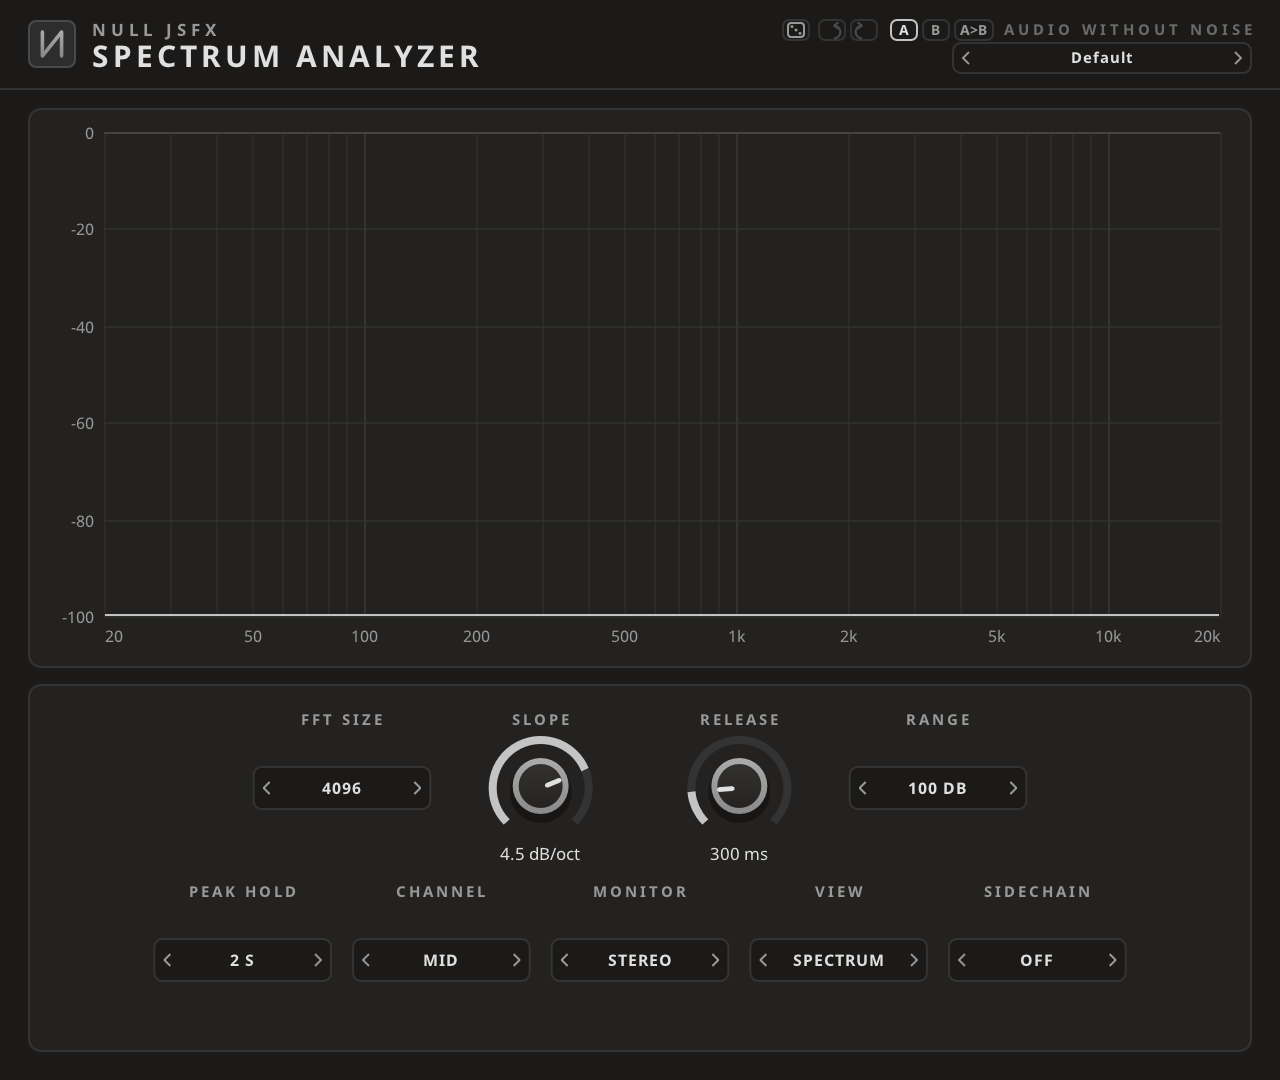 NULL JSFX
SPECTRUM ANALYZER
A B A>B AUDIO WITHOUT NOISE
Default
0
-20
-40
-60
-80
-100
20 50 100 200 500 1k 2k 5k 10k 20k
FFT SIZE SLOPE RELEASE RANGE
4096 100 DB
4.5 dB/oct 300 ms
PEAK HOLD CHANNEL MONITOR VIEW SIDECHAIN
2 S MID STEREO SPECTRUM OFF